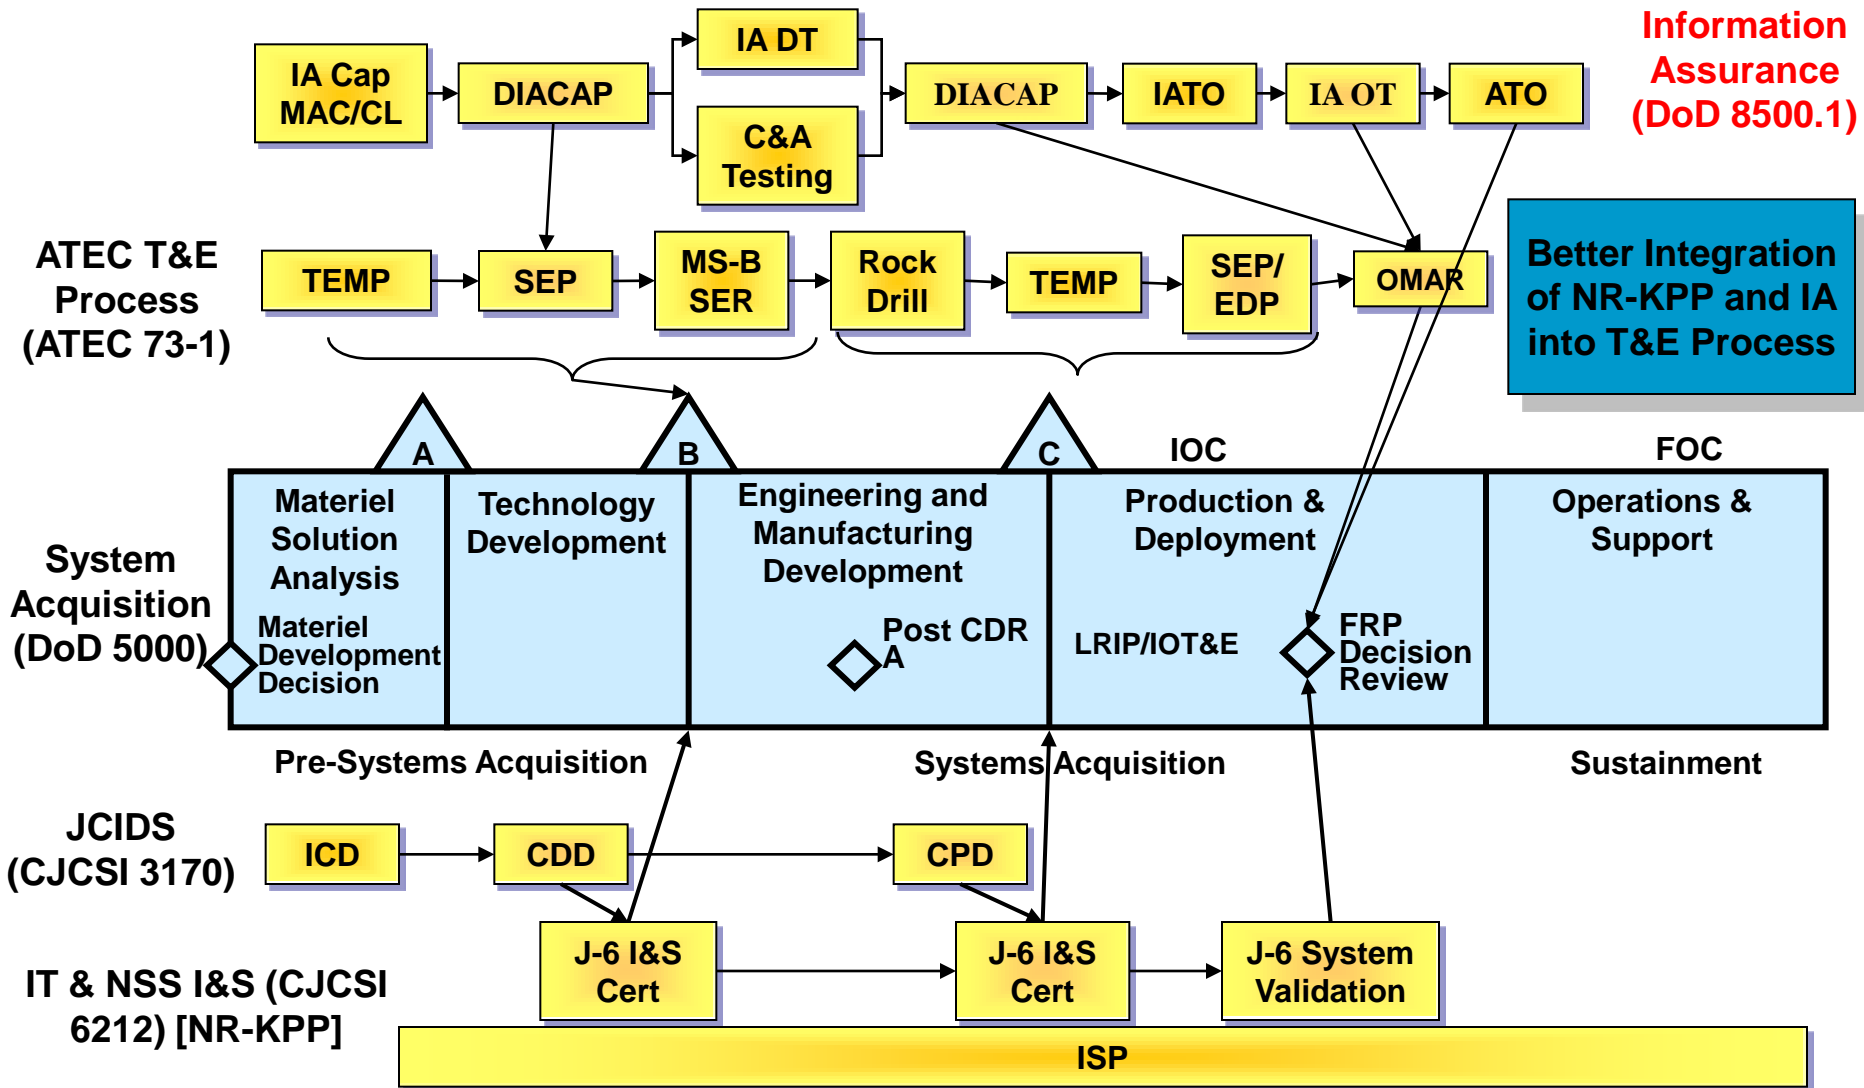 Information
Assurance
(DoD 8500.1)
IA Cap
MAC/CL
DIACAP
IA DT
C&A
Testing
DIACAP
IATO
IA OT
ATO
ATEC T&E
Process
(ATEC 73-1)
TEMP
SEP
MS-B
SER
Rock
Drill
TEMP
SEP/
EDP
OMAR
Better Integration
of NR-KPP and IA
into T&E Process
A
B
C
IOC
FOC
System
Acquisition
(DoD 5000)
Materiel
Solution
Analysis
Technology
Development
Engineering and
Manufacturing
Development
Production &
Deployment
Operations &
Support
Materiel
Development
Decision
Post CDR
A
LRIP/IOT&E
FRP
Decision
Review
Pre-Systems Acquisition
Systems Acquisition
Sustainment
JCIDS
(CJCSI 3170)
ICD
CDD
CPD
IT & NSS I&S (CJCSI
6212) [NR-KPP]
J-6 I&S
Cert
J-6 I&S
Cert
J-6 System
Validation
ISP